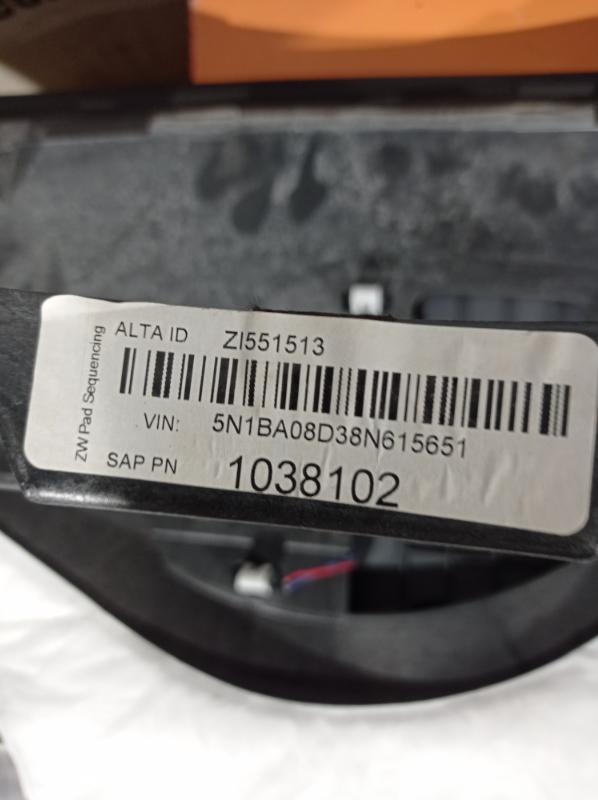 ZW Pad Sequencing
ALTA ID ZI551513
VIN: 5N1BA08D38N615651
SAP PN 1038102